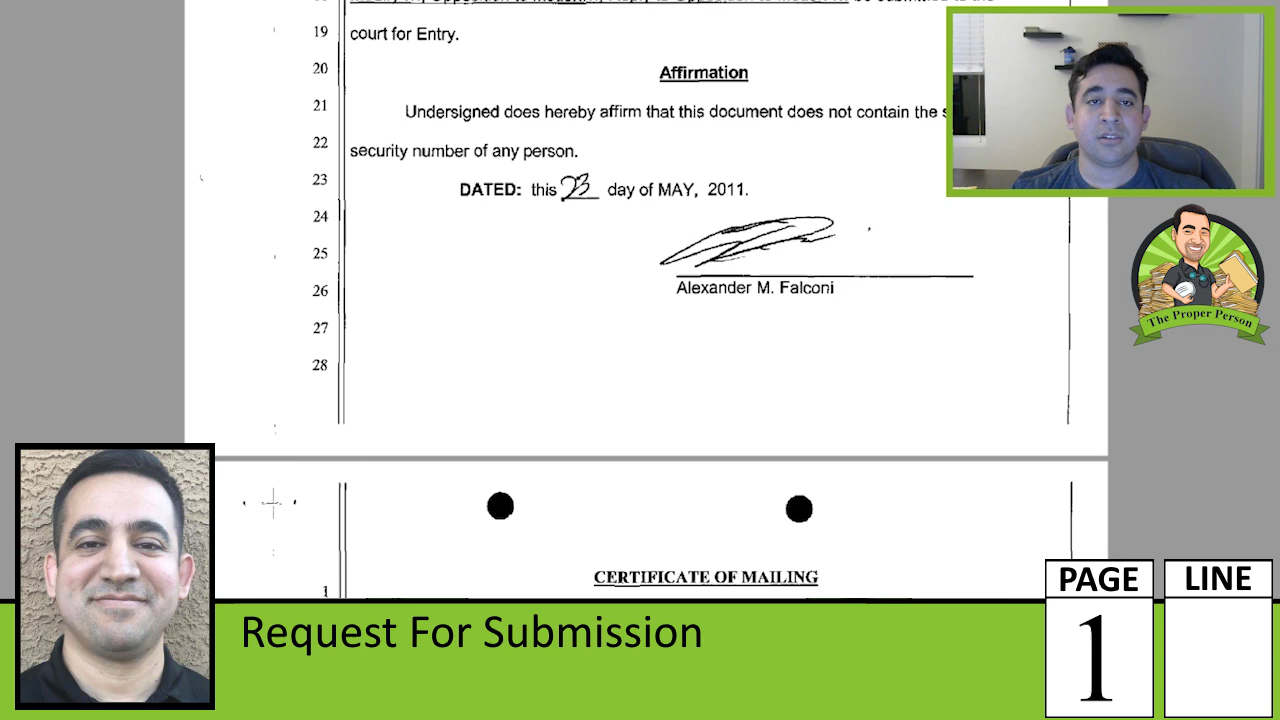 19 court for Entry.
20 Affirmation
21 Undersigned does hereby affirm that this document does not contain the
22 security number of any person.
23 DATED: this 23 day of MAY, 2011.
24
25
26 Alexander M. Falconi
27
28
1 CERTIFICATE OF MAILING
The Proper Person
Request For Submission
PAGE
1
LINE